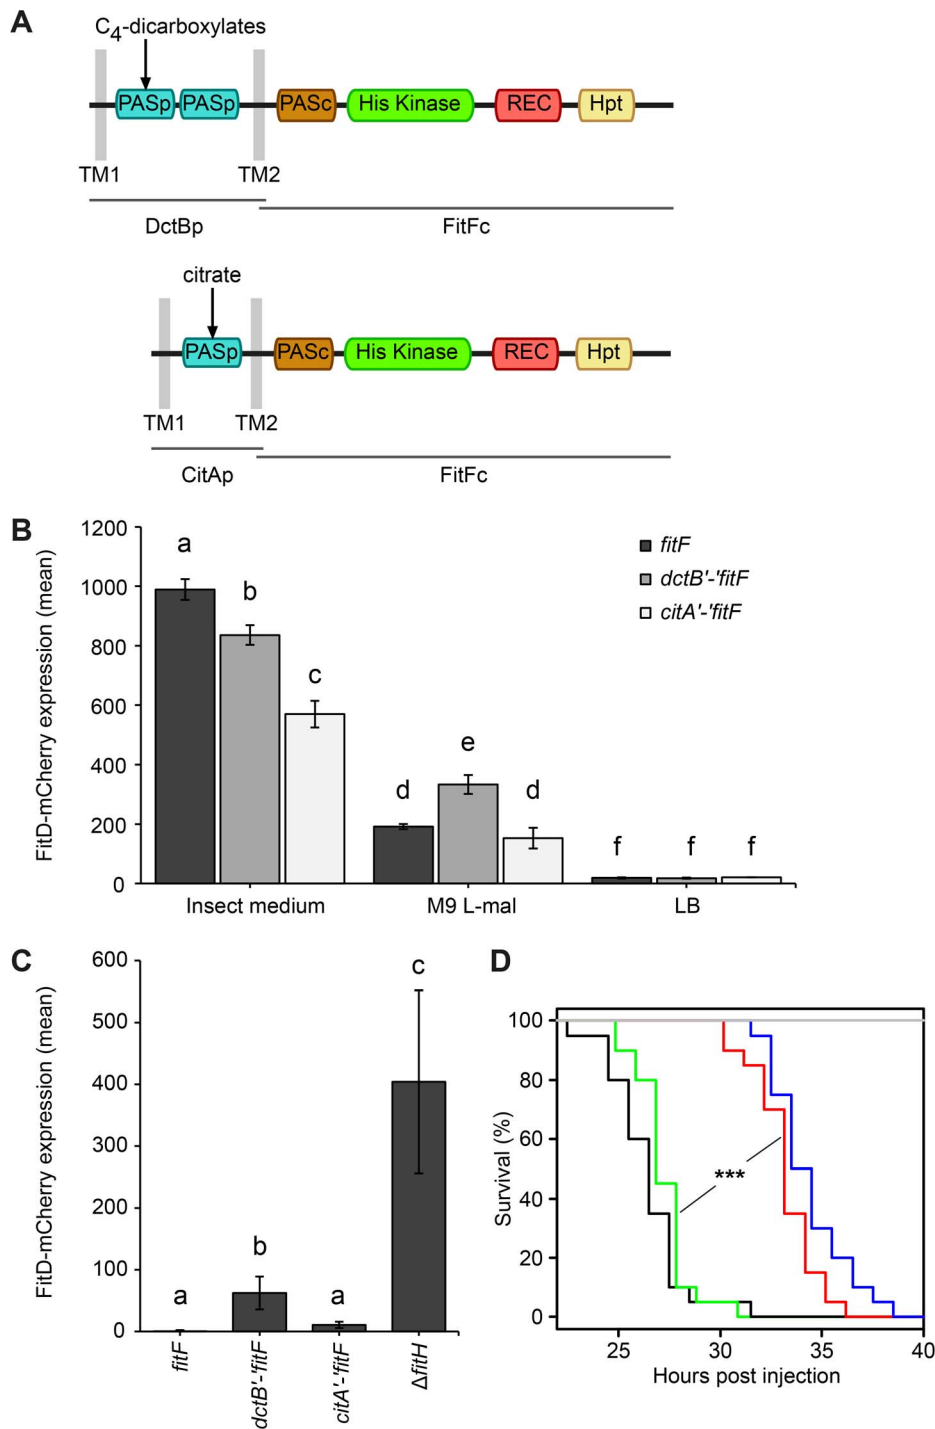 A
C4-dicarboxylates
PASp PASp PASc His Kinase REC Hpt
TM1 TM2
DctBp FitFc
citrate
PASp PASc His Kinase REC Hpt
TM1 TM2
CitAp FitFc
B
FitD-mCherry expression (mean)
1200
1000
800
600
400
200
0
a
b
c
d
e
d
f f f
fitF
dctB'-'fitF
citA'-'fitF
Insect medium M9 L-mal LB
C
FitD-mCherry expression (mean)
600
500
400
300
200
100
0
a
b
a
c
fitF
dctB'-'fitF
citA'-'fitF
ΔfitH
D
Survival (%)
100
80
60
40
20
0
***
25 30 35 40
Hours post injection